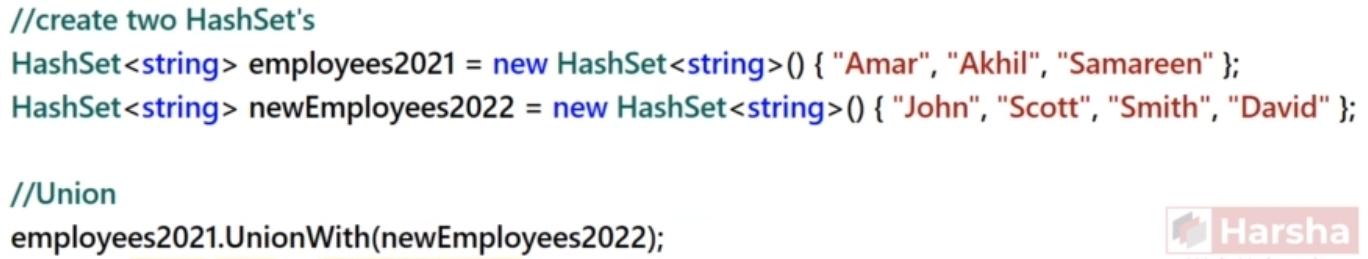 //create two HashSet's
HashSet<string> employees2021 = new HashSet<string>() { "Amar", "Akhil", "Samareen" };
HashSet<string> newEmployees2022 = new HashSet<string>() { "John", "Scott", "Smith", "David" };
//Union
employees2021.UnionWith(newEmployees2022);
Harsha